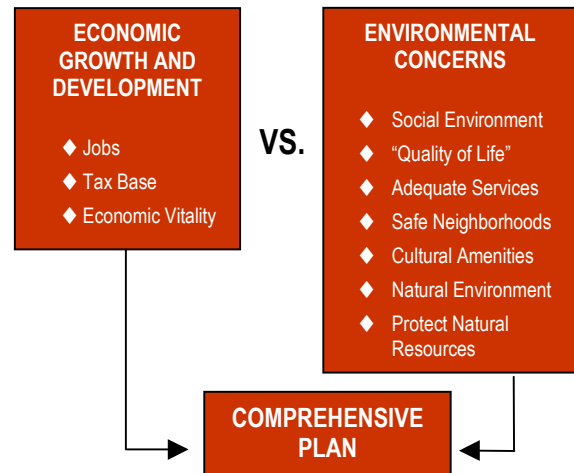 ECONOMIC
GROWTH AND
DEVELOPMENT
♦ Jobs
♦ Tax Base
♦ Economic Vitality
VS.
ENVIRONMENTAL
CONCERNS
♦ Social Environment
♦ “Quality of Life”
♦ Adequate Services
♦ Safe Neighborhoods
♦ Cultural Amenities
♦ Natural Environment
♦ Protect Natural
Resources
COMPREHENSIVE
PLAN